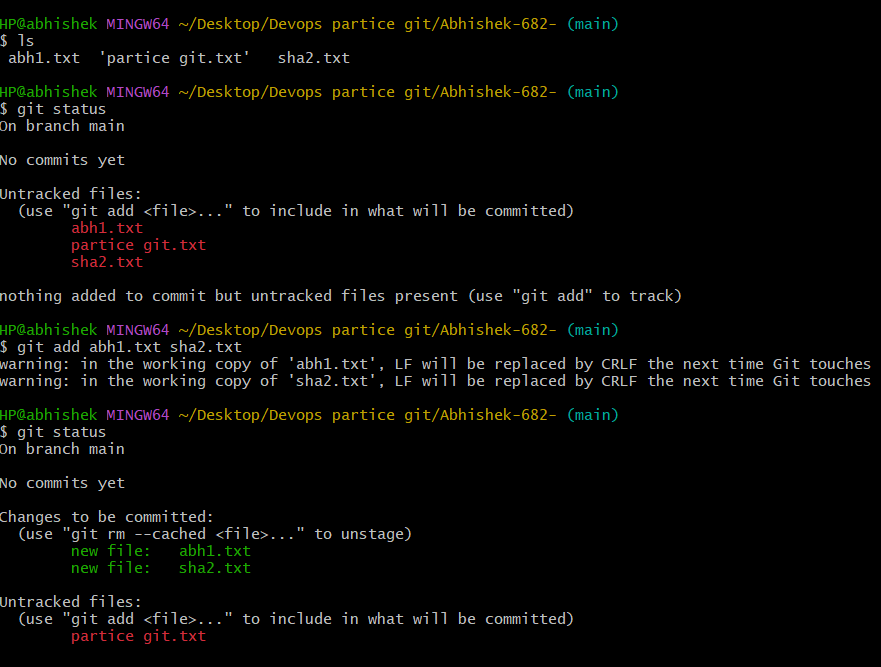 HP@abhishek MINGW64 ~/Desktop/Devops partice git/Abhishek-682- (main)
$ ls
 abh1.txt  'partice git.txt'   sha2.txt

HP@abhishek MINGW64 ~/Desktop/Devops partice git/Abhishek-682- (main)
$ git status
On branch main

No commits yet

Untracked files:
  (use "git add <file>..." to include in what will be committed)
        abh1.txt
        partice git.txt
        sha2.txt

nothing added to commit but untracked files present (use "git add" to track)

HP@abhishek MINGW64 ~/Desktop/Devops partice git/Abhishek-682- (main)
$ git add abh1.txt sha2.txt
warning: in the working copy of 'abh1.txt', LF will be replaced by CRLF the next time Git touches
warning: in the working copy of 'sha2.txt', LF will be replaced by CRLF the next time Git touches

HP@abhishek MINGW64 ~/Desktop/Devops partice git/Abhishek-682- (main)
$ git status
On branch main

No commits yet

Changes to be committed:
  (use "git rm --cached <file>..." to unstage)
        new file:   abh1.txt
        new file:   sha2.txt

Untracked files:
  (use "git add <file>..." to include in what will be committed)
        partice git.txt